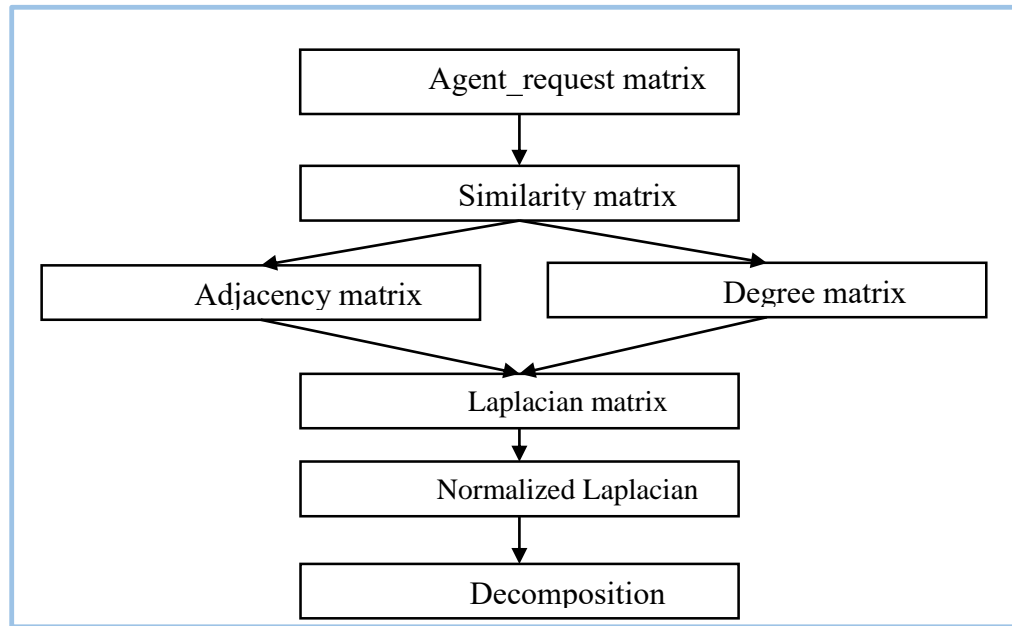 Agent_request matrix
Similarity matrix
Adjacency matrix
Degree matrix
Laplacian matrix
Normalized Laplacian
Decomposition